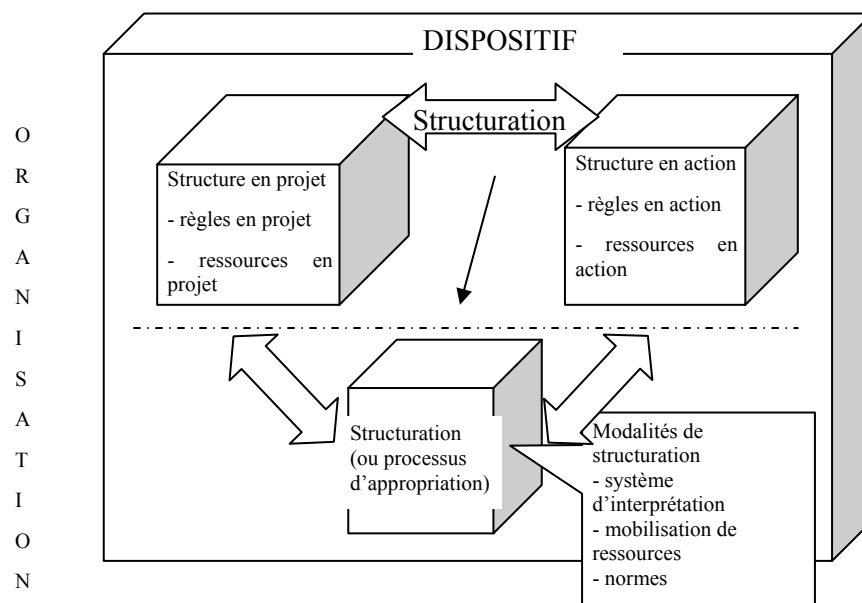 DISPOSITIF
ORGANISATION
Structuration
Structure en projet
- règles en projet
- ressources en
projet
Structure en action
- règles en action
- ressources en
action
Structuration
(ou processus
d'appropriation)
Modalités de
structuration
- système
d'interprétation
- mobilisation de
ressources
- normes